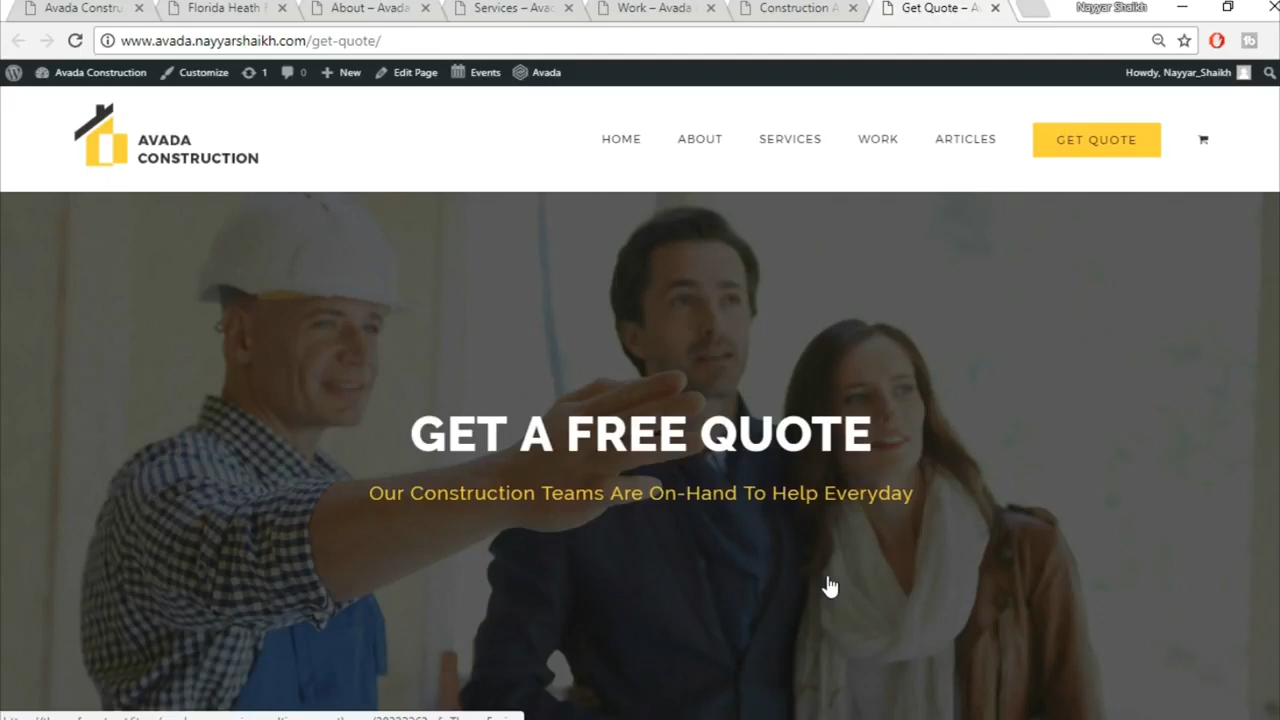 Avada Constru
Florida Heath
About – Avada
Services – Avad
Work – Avada
Construction A
Get Quote – A
Nayyar Shaikh
www.avada.nayyarshaikh.com/get-quote/
Avada Construction
Customize
1
0
New
Edit Page
Events
Avada
Howdy, Nayyar_Shaikh
AVADA
CONSTRUCTION
HOME
ABOUT
SERVICES
WORK
ARTICLES
GET QUOTE
GET A FREE QUOTE
Our Construction Teams Are On-Hand To Help Everyday